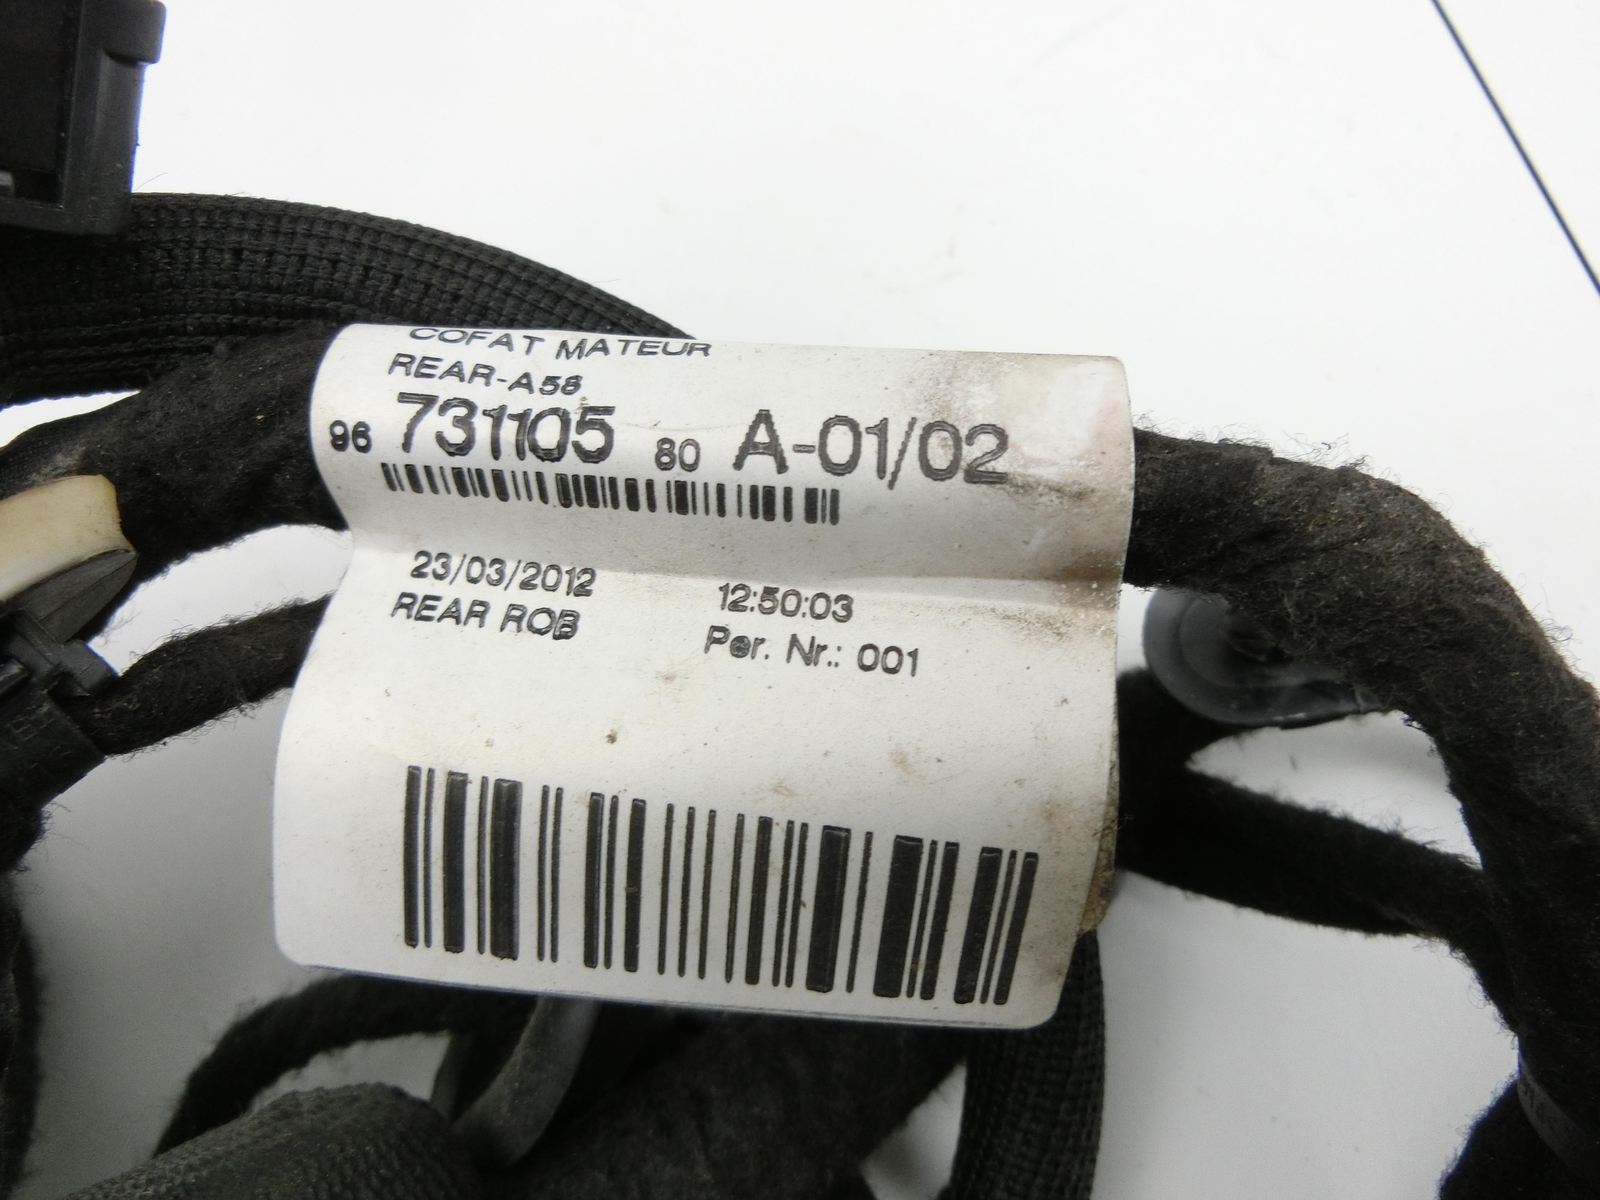 COFAT MATEUR
REAR-A58
96 731105 80 A-01/02
23/03/2012 12:50:03
REAR ROB Per. Nr.: 001